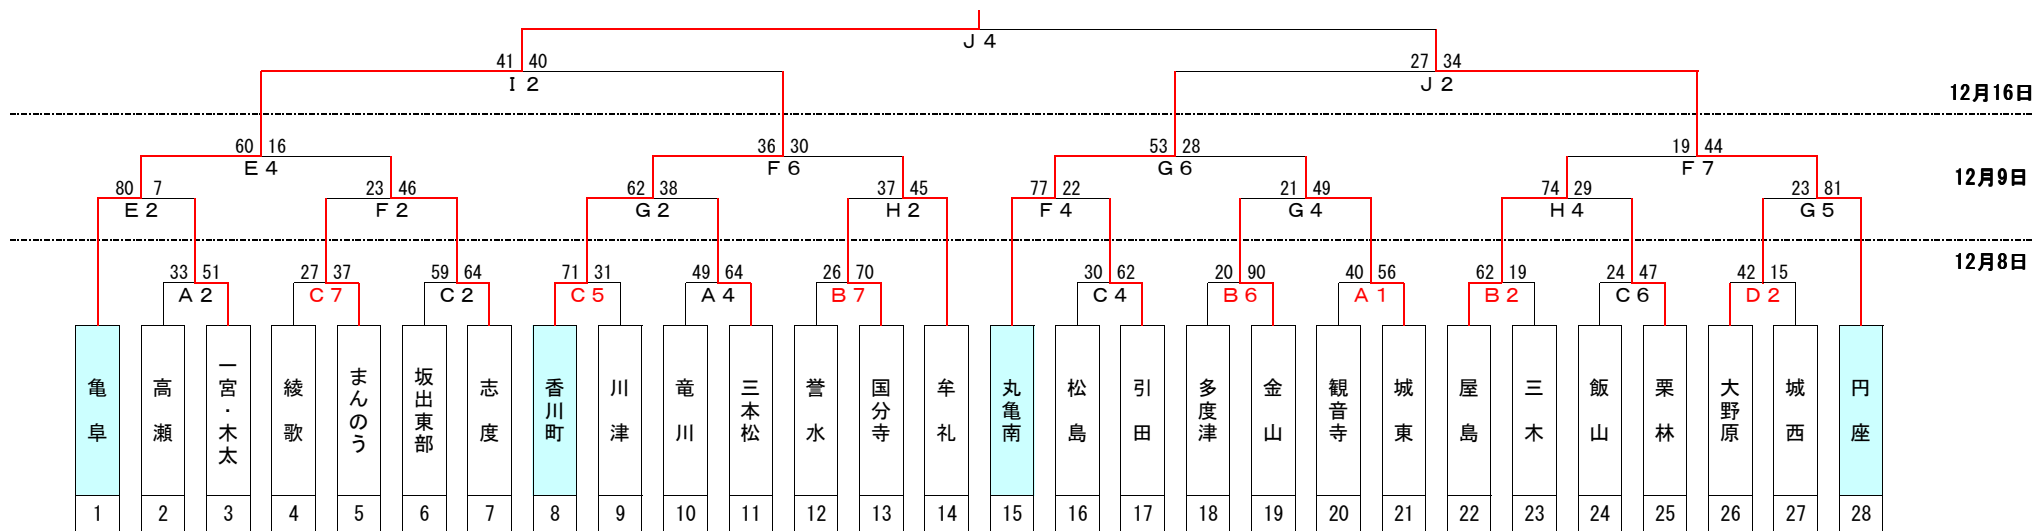 J 4
41 40
27 34
I 2
J 2
12月16日
60 16
36 30
53 28
19 44
E 4
F 6
G 6
F 7
12月9日
80 7
23 46
62 38
37 45
77 22
21 49
74 29
23 81
E 2
F 2
G 2
H 2
F 4
G 4
H 4
G 5
12月8日
33 51
27 37
59 64
71 31
49 64
26 70
30 62
20 90
40 56
62 19
24 47
42 15
A 2
C 7
C 2
C 5
A 4
B 7
C 4
B 6
A 1
B 2
C 6
D 2
亀阜
高瀬
一宮・木太
綾歌
まんのう
坂出東部
志度
香川町
川津
竜川
三本松
誉水
国分寺
牟礼
丸亀南
松島
引田
多度津
金山
観音寺
城東
屋島
三木
飯山
栗林
大野原
城西
円座
1 2 3 4 5 6 7 8 9 10 11 12 13 14 15 16 17 18 19 20 21 22 23 24 25 26 27 28